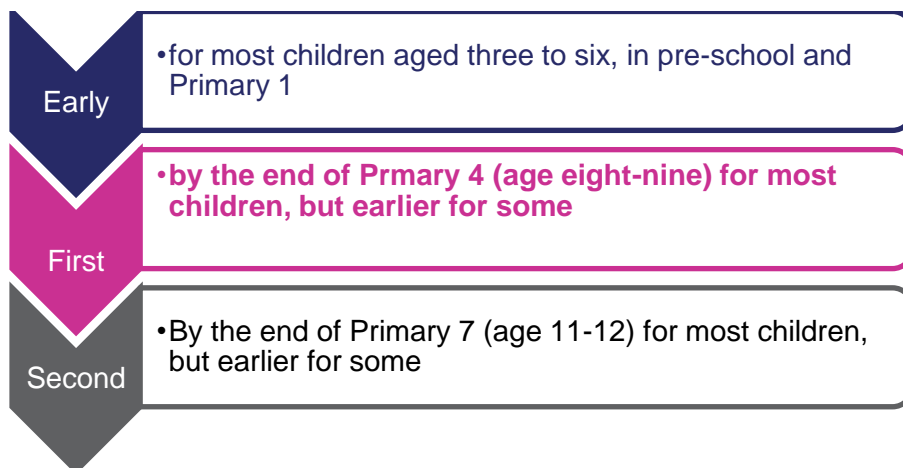 Early
•for most children aged three to six, in pre-school and
Primary 1
First
•by the end of Prmary 4 (age eight-nine) for most
children, but earlier for some
Second
•By the end of Primary 7 (age 11-12) for most children,
but earlier for some